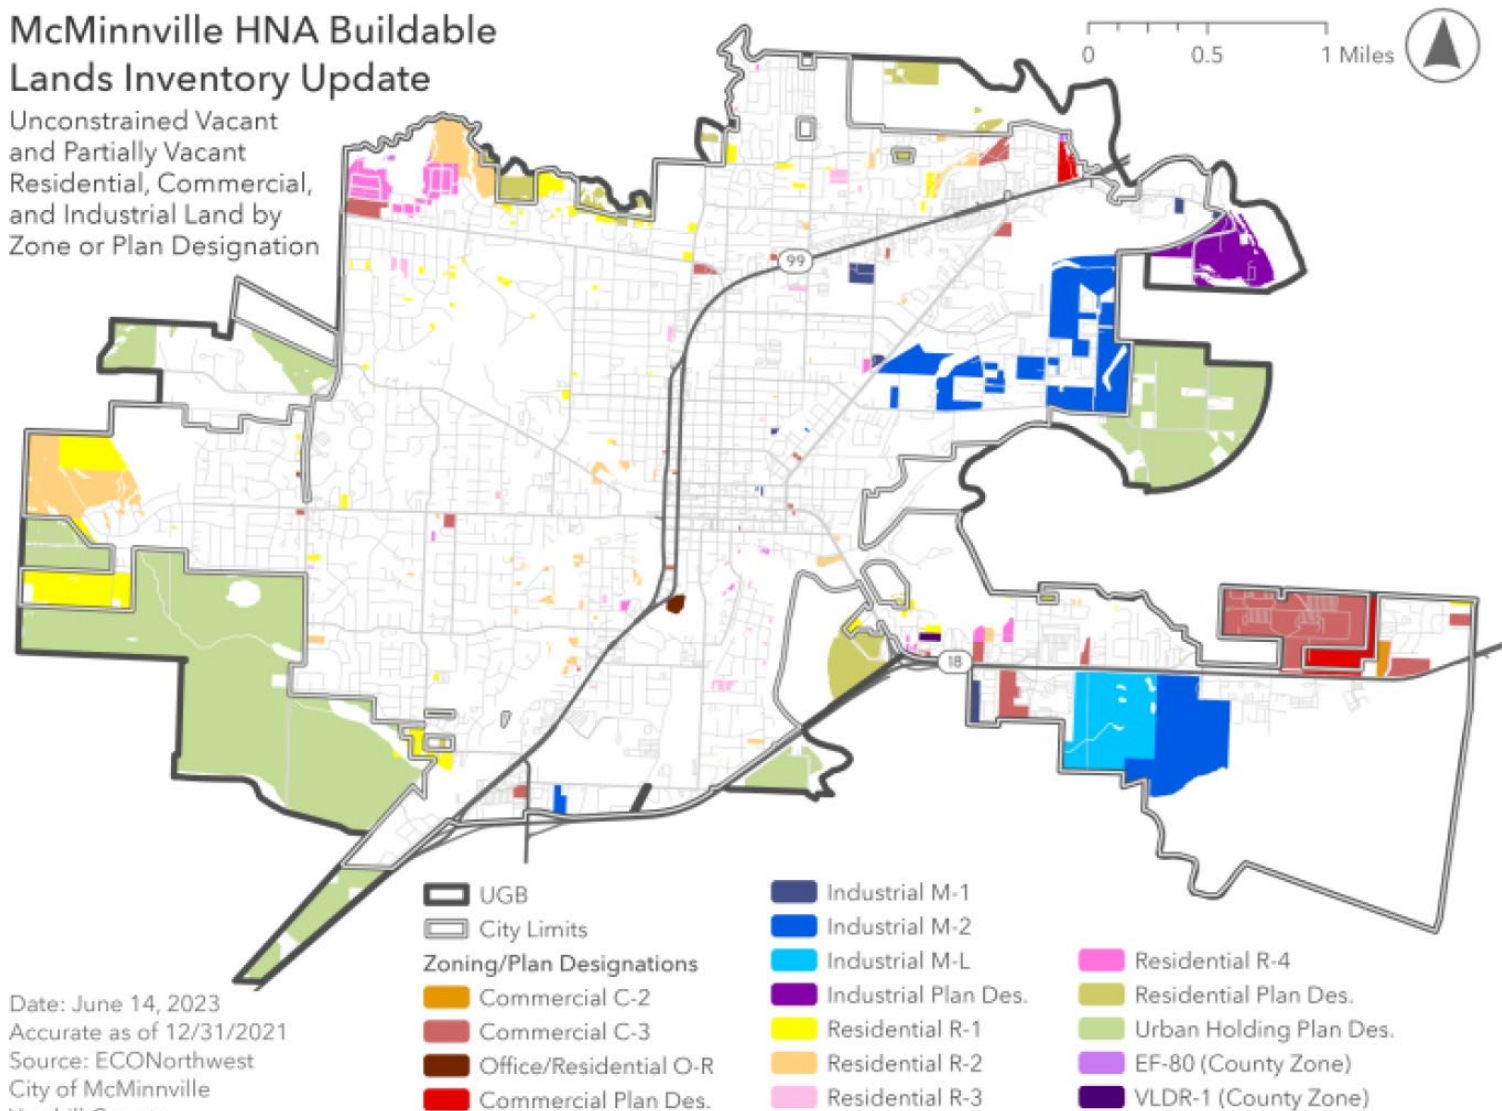 McMinnville HNA Buildable
Lands Inventory Update
Unconstrained Vacant
and Partially Vacant
Residential, Commercial,
and Industrial Land by
Zone or Plan Designation
0 0.5 1 Miles
99
18
UGB
City Limits
Zoning/Plan Designations
Commercial C-2
Commercial C-3
Office/Residential O-R
Commercial Plan Des.
Industrial M-1
Industrial M-2
Industrial M-L
Industrial Plan Des.
Residential R-1
Residential R-2
Residential R-3
Residential R-4
Residential Plan Des.
Urban Holding Plan Des.
EF-80 (County Zone)
VLDR-1 (County Zone)
Date: June 14, 2023
Accurate as of 12/31/2021
Source: ECONorthwest
City of McMinnville